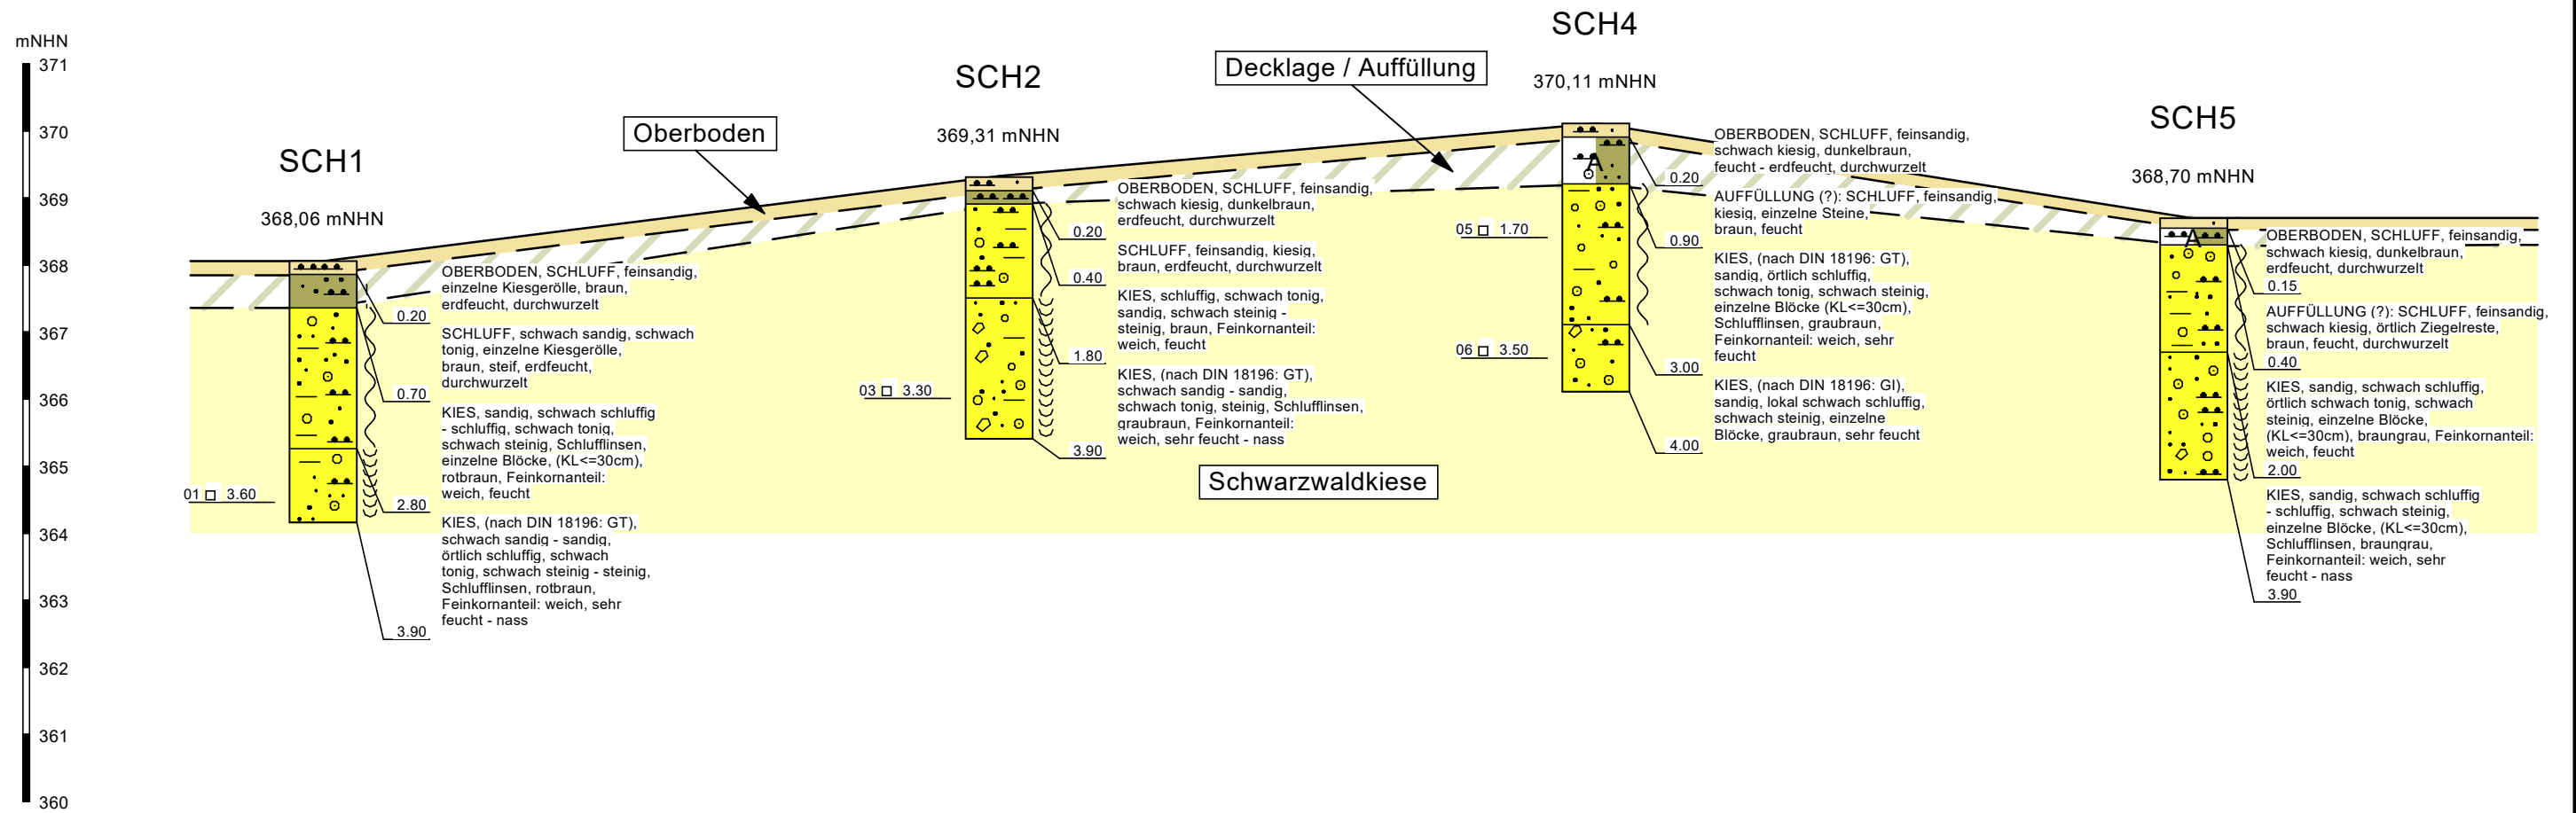 mNHN
371
370
369
368
367
366
365
364
363
362
361
360
SCH1
368,06 mNHN
01 3.60
OBERBODEN, SCHLUFF, feinsandig,
einzelne Kiesgerölle, braun,
erdfeucht, durchwurzelt
0.20
SCHLUFF, schwach sandig, schwach
tonig, einzelne Kiesgerölle,
braun, steif, erdfeucht,
durchwurzelt
0.70
KIES, sandig, schwach schluffig
- schluffig, schwach tonig,
schwach steinig, Schlufflinsen,
einzelne Blöcke, (KL<=30cm),
rotbraun, Feinkornanteil:
weich, feucht
2.80
KIES, (nach DIN 18196: GT),
schwach sandig - sandig,
örtlich schluffig, schwach
tonig, schwach steinig - steinig,
Schlufflinsen, rotbraun,
Feinkornanteil: weich, sehr
feucht - nass
3.90
Oberboden
SCH2
369,31 mNHN
03 3.30
OBERBODEN, SCHLUFF, feinsandig,
schwach kiesig, dunkelbraun,
erdfeucht, durchwurzelt
0.20
SCHLUFF, feinsandig, kiesig,
braun, erdfeucht, durchwurzelt
0.40
KIES, schluffig, schwach tonig,
sandig, schwach steinig -
steinig, braun, Feinkornanteil:
weich, feucht
1.80
KIES, (nach DIN 18196: GT),
schwach sandig - sandig,
schwach tonig, steinig, Schlufflinsen,
graubraun, Feinkornanteil:
weich, sehr feucht - nass
3.90
Decklage / Auffüllung
Schwarzwaldkiese
SCH4
370,11 mNHN
A
05 1.70
06 3.50
OBERBODEN, SCHLUFF, feinsandig,
schwach kiesig, dunkelbraun,
feucht - erdfeucht, durchwurzelt
0.20
AUFFÜLLUNG (?): SCHLUFF, feinsandig,
kiesig, einzelne Steine,
braun, feucht
0.90
KIES, (nach DIN 18196: GT),
sandig, örtlich schluffig,
schwach tonig, schwach steinig,
einzelne Blöcke (KL<=30cm),
Schlufflinsen, graubraun,
Feinkornanteil: weich, sehr
feucht
3.00
KIES, (nach DIN 18196: GI),
sandig, lokal schwach schluffig,
schwach steinig, einzelne
Blöcke, graubraun, sehr feucht
4.00
SCH5
368,70 mNHN
A
OBERBODEN, SCHLUFF, feinsandig,
schwach kiesig, dunkelbraun,
erdfeucht, durchwurzelt
0.15
AUFFÜLLUNG (?): SCHLUFF, feinsandig,
schwach kiesig, örtlich Ziegelreste,
braun, feucht, durchwurzelt
0.40
KIES, sandig, schwach schluffig,
örtlich schwach tonig, schwach
steinig, einzelne Blöcke,
(KL<=30cm), braungrau, Feinkornanteil:
weich, feucht
2.00
KIES, sandig, schwach schluffig
- schluffig, schwach steinig,
einzelne Blöcke, (KL<=30cm),
Schlufflinsen, braungrau,
Feinkornanteil: weich, sehr
feucht - nass
3.90